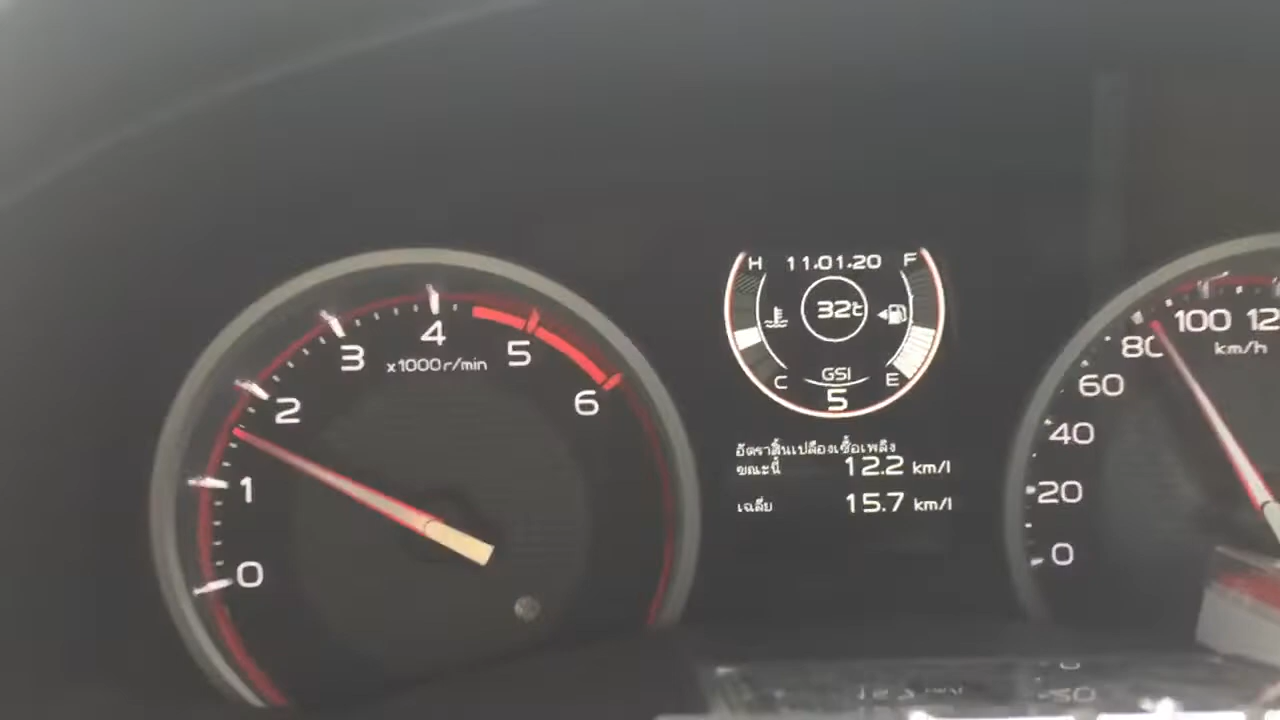 H 11.01.20 F
32℃
C GSI E
5
อัตราสิ้นเปลืองเชื้อเพลิง
ขณะนี้ 12.2 km/l
เฉลี่ย 15.7 km/l
0 1 2 3 4 5 6
x1000r/min
0 20 40 60 80 100
km/h